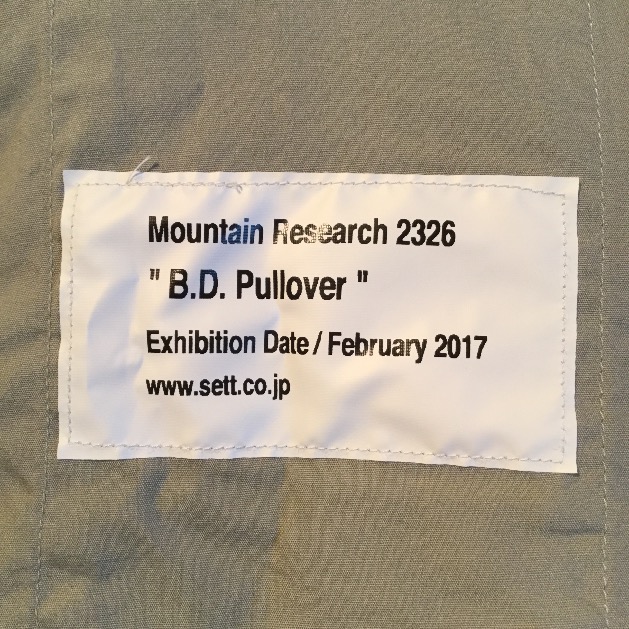 Mountain Research 2326
" B.D. Pullover "
Exhibition Date / February 2017
www.sett.co.jp